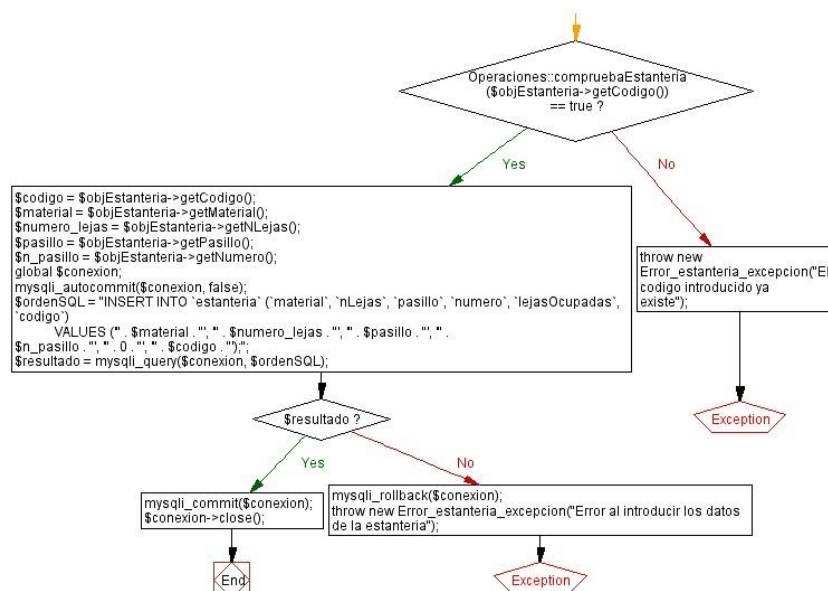 Operaciones::compruebaEstanteria
($objEstanteria->getCodigo())
== true ?
Yes
No
$codigo = $objEstanteria->getCodigo();
$material = $objEstanteria->getMaterial();
$numero_lejas = $objEstanteria->getNLejas();
$pasillo = $objEstanteria->getPasillo();
$n_pasillo = $objEstanteria->getNumero();
global $conexion;
mysqli_autocommit($conexion, false);
$ordenSQL = "INSERT INTO `estanteria` (`material`, `nLejas`, `pasillo`, `numero`, `lejasOcupadas`,
`codigo`)
VALUES ('" . $material . "', '" . $numero_lejas . "', '" . $pasillo . "', '" .
$n_pasillo . "', '" . 0 . "', '" . $codigo . "');";
$resultado = mysqli_query($conexion, $ordenSQL);
throw new
Error_estanteria_excepcion("El
codigo introducido ya
existe");
Exception
$resultado ?
Yes
No
mysqli_commit($conexion);
$conexion->close();
mysqli_rollback($conexion);
throw new Error_estanteria_excepcion("Error al introducir los datos
de la estanteria");
End
Exception